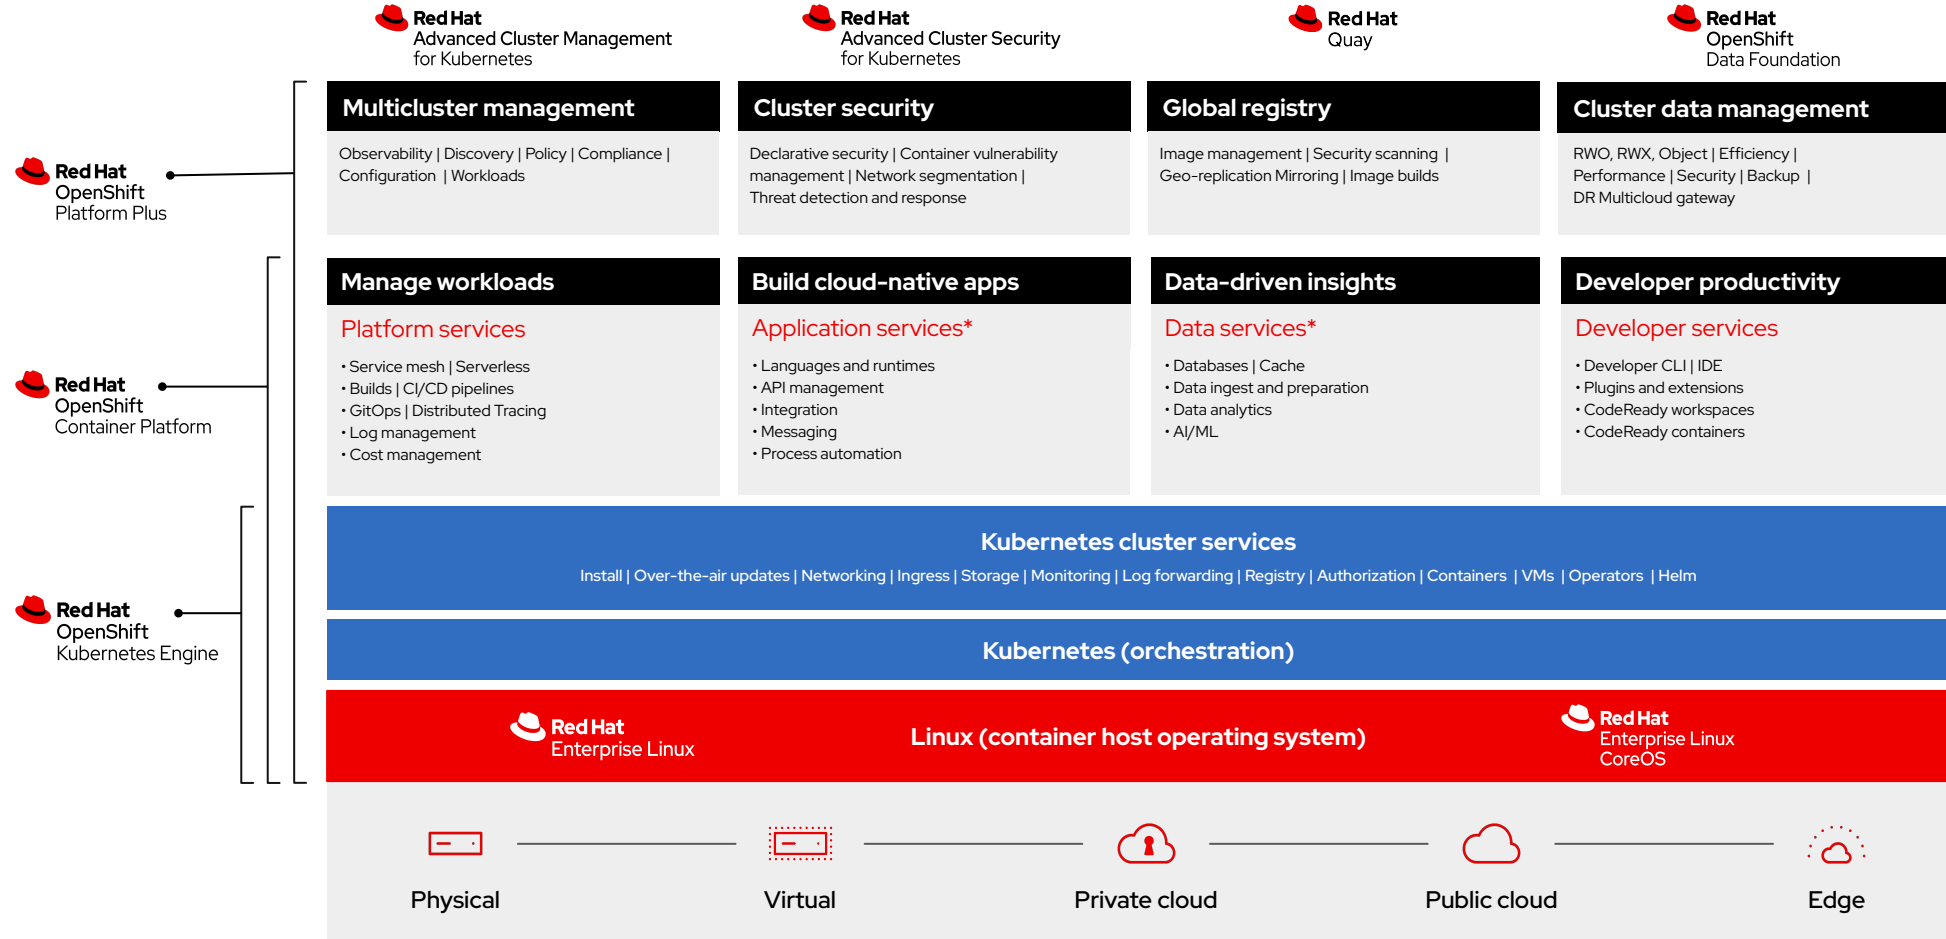 Red Hat
Advanced Cluster Management
for Kubernetes
Red Hat
Advanced Cluster Security
for Kubernetes
Red Hat
Quay
Red Hat
OpenShift
Data Foundation
Red Hat
OpenShift
Platform Plus
Multicluster management
Observability | Discovery | Policy | Compliance |
Configuration | Workloads
Cluster security
Declarative security | Container vulnerability
management | Network segmentation |
Threat detection and response
Global registry
Image management | Security scanning |
Geo-replication Mirroring | Image builds
Cluster data management
RWO, RWX, Object | Efficiency |
Performance | Security | Backup |
DR Multicloud gateway
Red Hat
OpenShift
Container Platform
Manage workloads
Platform services
• Service mesh | Serverless
• Builds | CI/CD pipelines
• GitOps | Distributed Tracing
• Log management
• Cost management
Build cloud-native apps
Application services*
• Languages and runtimes
• API management
• Integration
• Messaging
• Process automation
Data-driven insights
Data services*
• Databases | Cache
• Data ingest and preparation
• Data analytics
• AI/ML
Developer productivity
Developer services
• Developer CLI | IDE
• Plugins and extensions
• CodeReady workspaces
• CodeReady containers
Red Hat
OpenShift
Kubernetes Engine
Kubernetes cluster services
Install | Over-the-air updates | Networking | Ingress | Storage | Monitoring | Log forwarding | Registry | Authorization | Containers | VMs | Operators | Helm
Kubernetes (orchestration)
Red Hat
Enterprise Linux
Linux (container host operating system)
Red Hat
Enterprise Linux
CoreOS
Physical
Virtual
Private cloud
Public cloud
Edge